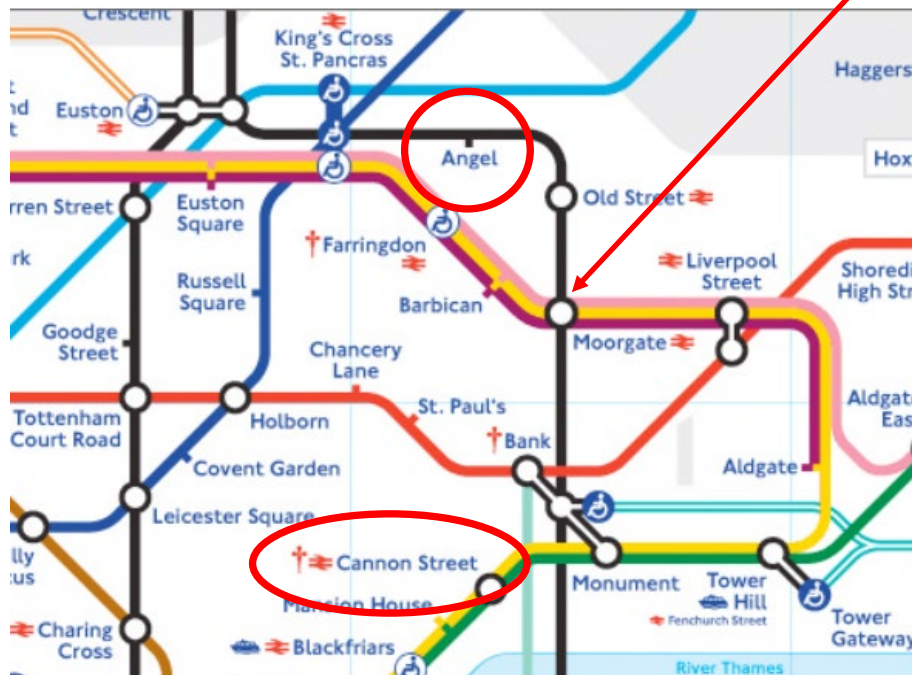 Crescent
King's Cross
St. Pancras
Euston
Angel
Haggers
Hox
Old Street
rren Street
Euston
Square
Farringdon
Liverpool
Street
rk
Russell
Square
Barbican
Shoredi
High Str
Moorgate
Goodge
Street
Chancery
Lane
St. Paul's
Tottenham
Court Road
Holborn
Bank
Aldgate
Eas
Covent Garden
Aldgate
Leicester Square
Cannon Street
lly
cus
Monument
Tower
Hill
Fenchurch Street
Mansion House
Tower
Gateway
Charing
Cross
Blackfriars
River Thames